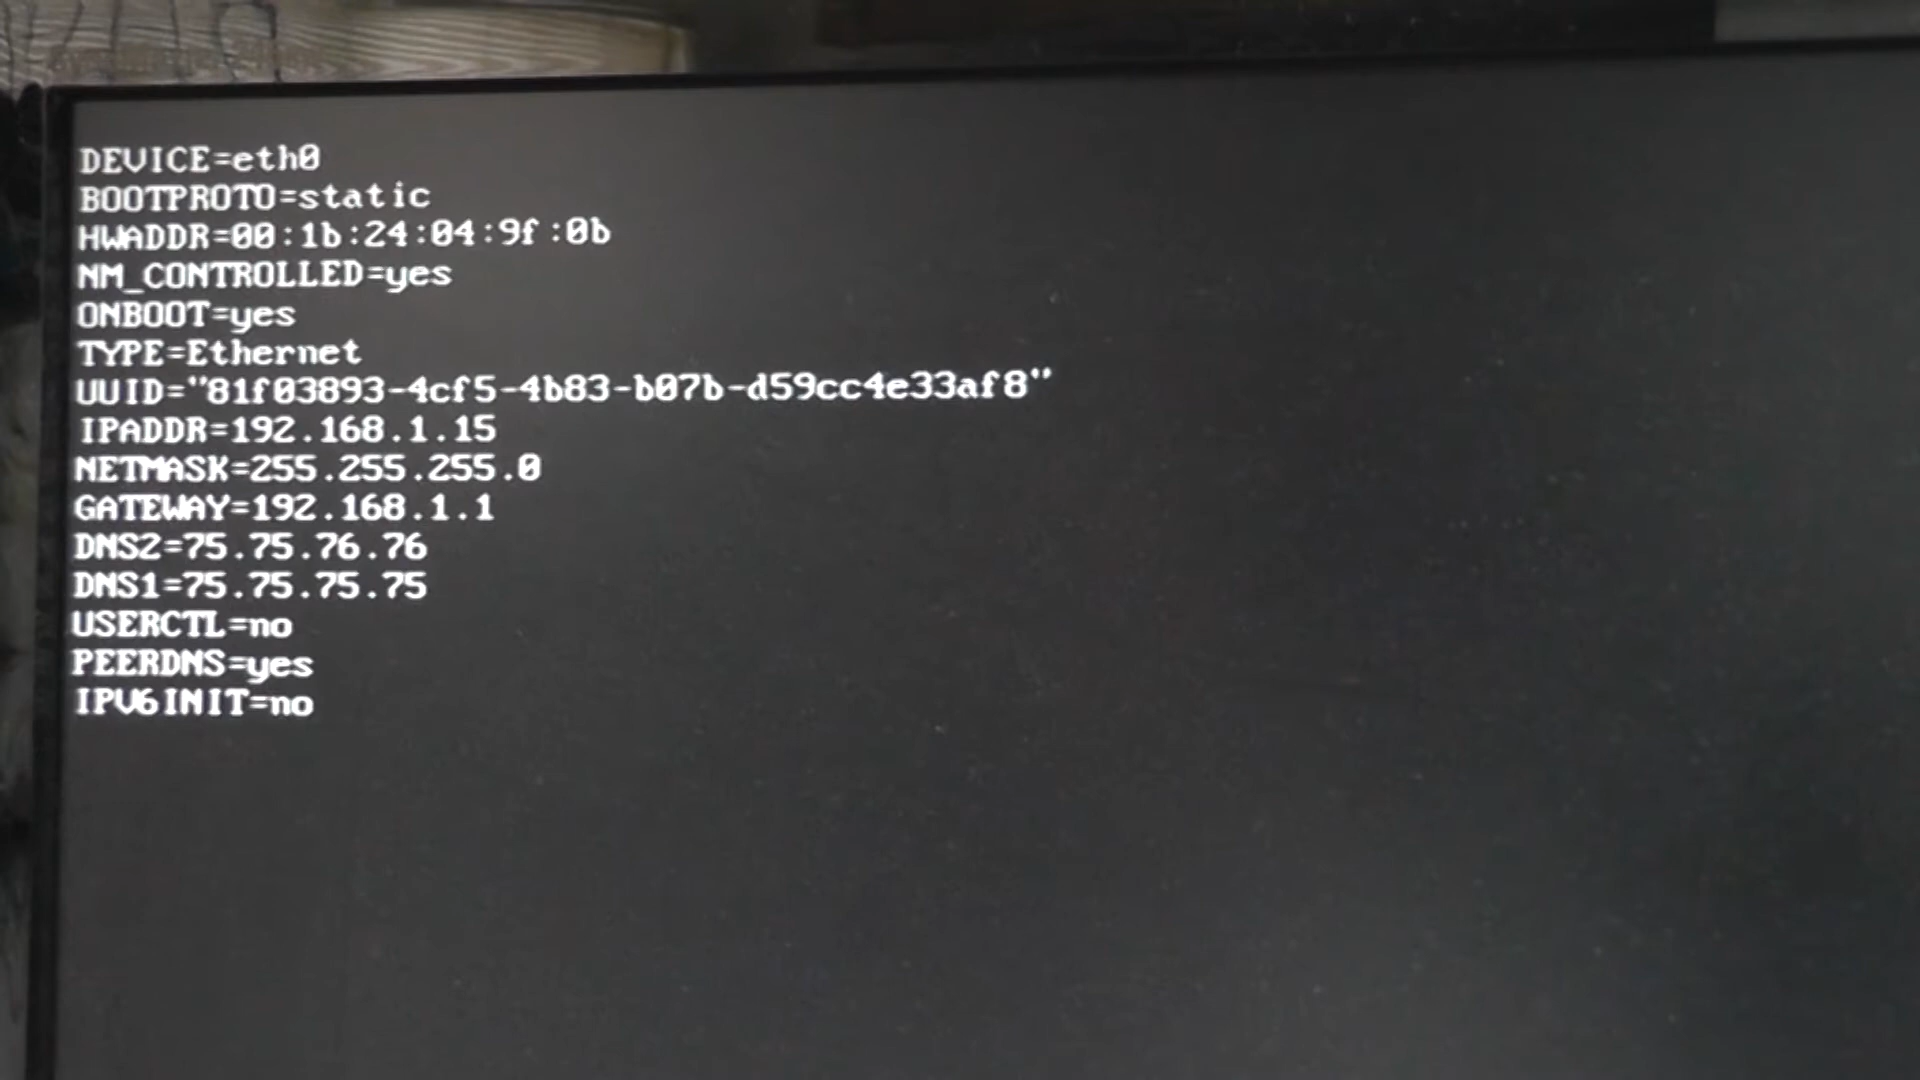 DEVICE=eth0
BOOTPROTO=static
HWADDR=00:1b:24:04:9f:0b
NM_CONTROLLED=yes
ONBOOT=yes
TYPE=Ethernet
UUID="81f03893-4cf5-4b83-b07b-d59cc4e33af8"
IPADDR=192.168.1.15
NETMASK=255.255.255.0
GATEWAY=192.168.1.1
DNS2=75.75.76.76
DNS1=75.75.75.75
USERCTL=no
PEERDNS=yes
IPV6INIT=no